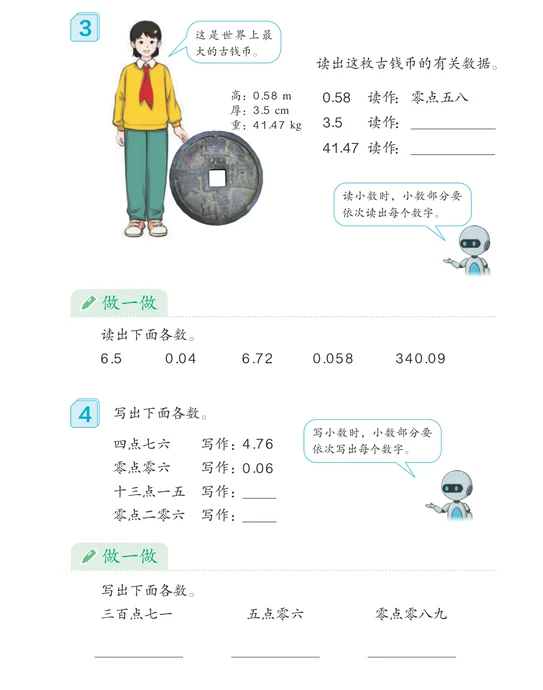 3
这是世界上最
大的古钱币。
高：0.58 m
厚：3.5 cm
重：41.47 kg
读出这枚古钱币的有关数据。
0.58 读作：零点五八
3.5 读作：
41.47 读作：
读小数时，小数部分要
依次读出每个数字。
做一做
读出下面各数。
6.5 0.04 6.72 0.058 340.09
4 写出下面各数。
四点七六 写作：4.76
零点零六 写作：0.06
十三点一五 写作：
零点二零六 写作：
写小数时，小数部分要
依次写出每个数字。
做一做
写出下面各数。
三百点七一 五点零六 零点零八九